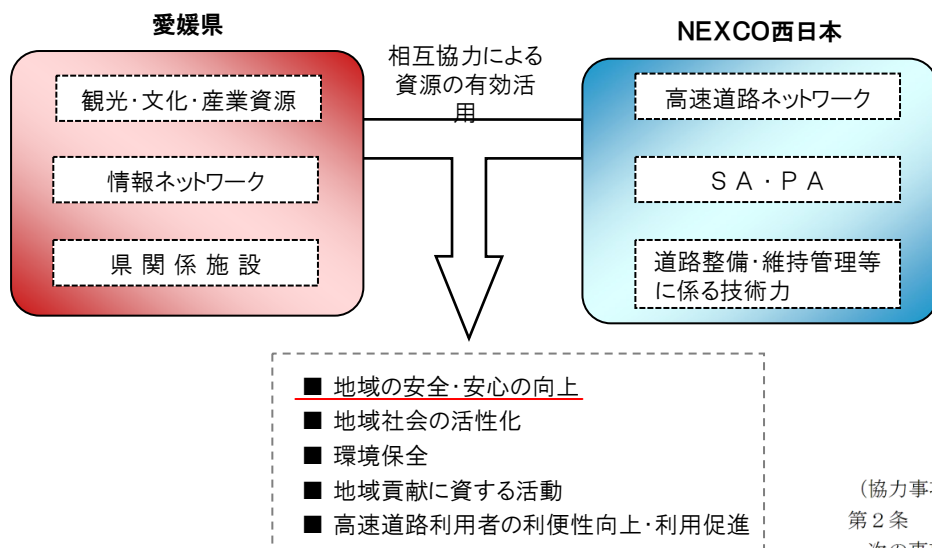 愛媛県
観光・文化・産業資源
情報ネットワーク
県関係施設
相互協力による
資源の有効活
用
NEXCO西日本
高速道路ネットワーク
SA・PA
道路整備・維持管理等
に係る技術力
■ 地域の安全・安心の向上
■ 地域社会の活性化
■ 環境保全
■ 地域貢献に資する活動
■ 高速道路利用者の利便性向上・利用促進
(協力事
第2条